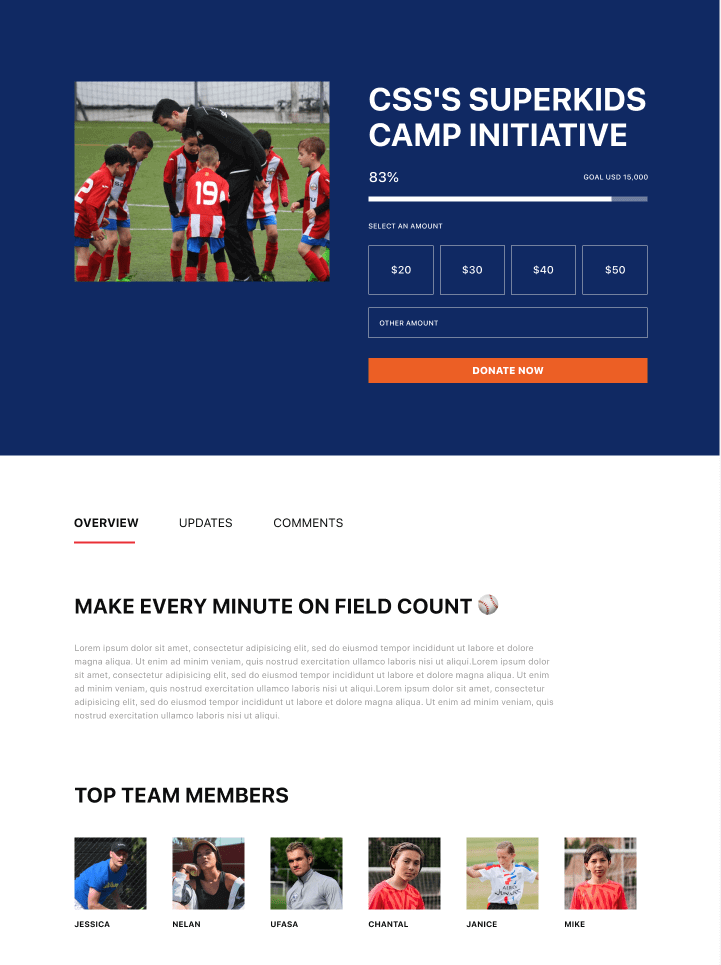 CSS'S SUPERKIDS
CAMP INITIATIVE
83%
GOAL USD 15,000
SELECT AN AMOUNT
$20
$30
$40
$50
OTHER AMOUNT
DONATE NOW
2
19
OVERVIEW
UPDATES
COMMENTS
MAKE EVERY MINUTE ON FIELD COUNT ⚾
Lorem ipsum dolor sit amet, consectetur adipisicing elit, sed do eiusmod tempor incididunt ut labore et dolore
magna aliqua. Ut enim ad minim veniam, quis nostrud exercitation ullamco laboris nisi ut aliqui.Lorem ipsum dolor
sit amet, consectetur adipisicing elit, sed do eiusmod tempor incididunt ut labore et dolore magna aliqua. Ut enim
ad minim veniam, quis nostrud exercitation ullamco laboris nisi ut aliqui.Lorem ipsum dolor sit amet, consectetur
adipisicing elit, sed do eiusmod tempor incididunt ut labore et dolore magna aliqua. Ut enim ad minim veniam, quis
nostrud exercitation ullamco laboris nisi ut aliqui.
TOP TEAM MEMBERS
JESSICA
NELAN
UFASA
CHANTAL
JANICE
MIKE